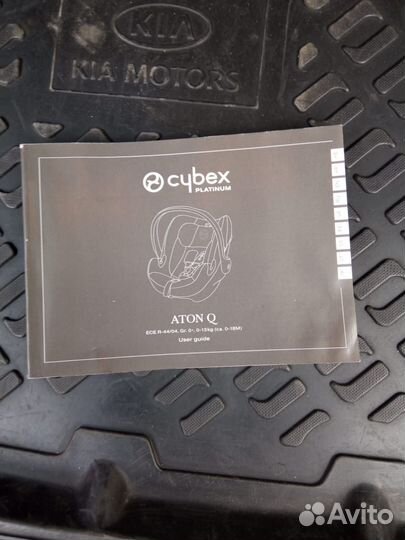 KIA
KIA MOTORS
cybex
PLATINUM
ATON Q
ECE R-44/04, Gr. 0+, 0-13kg (ca. 0-18M)
User guide
Avito